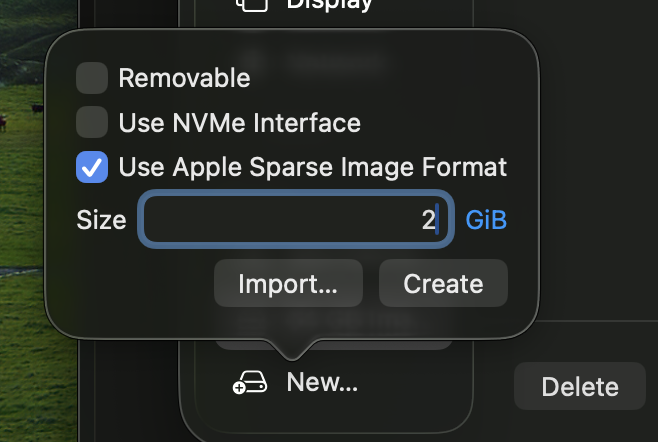 Display
Removable
Use NVMe Interface
Use Apple Sparse Image Format
Size 2 GiB
Import... Create
New...
Delete